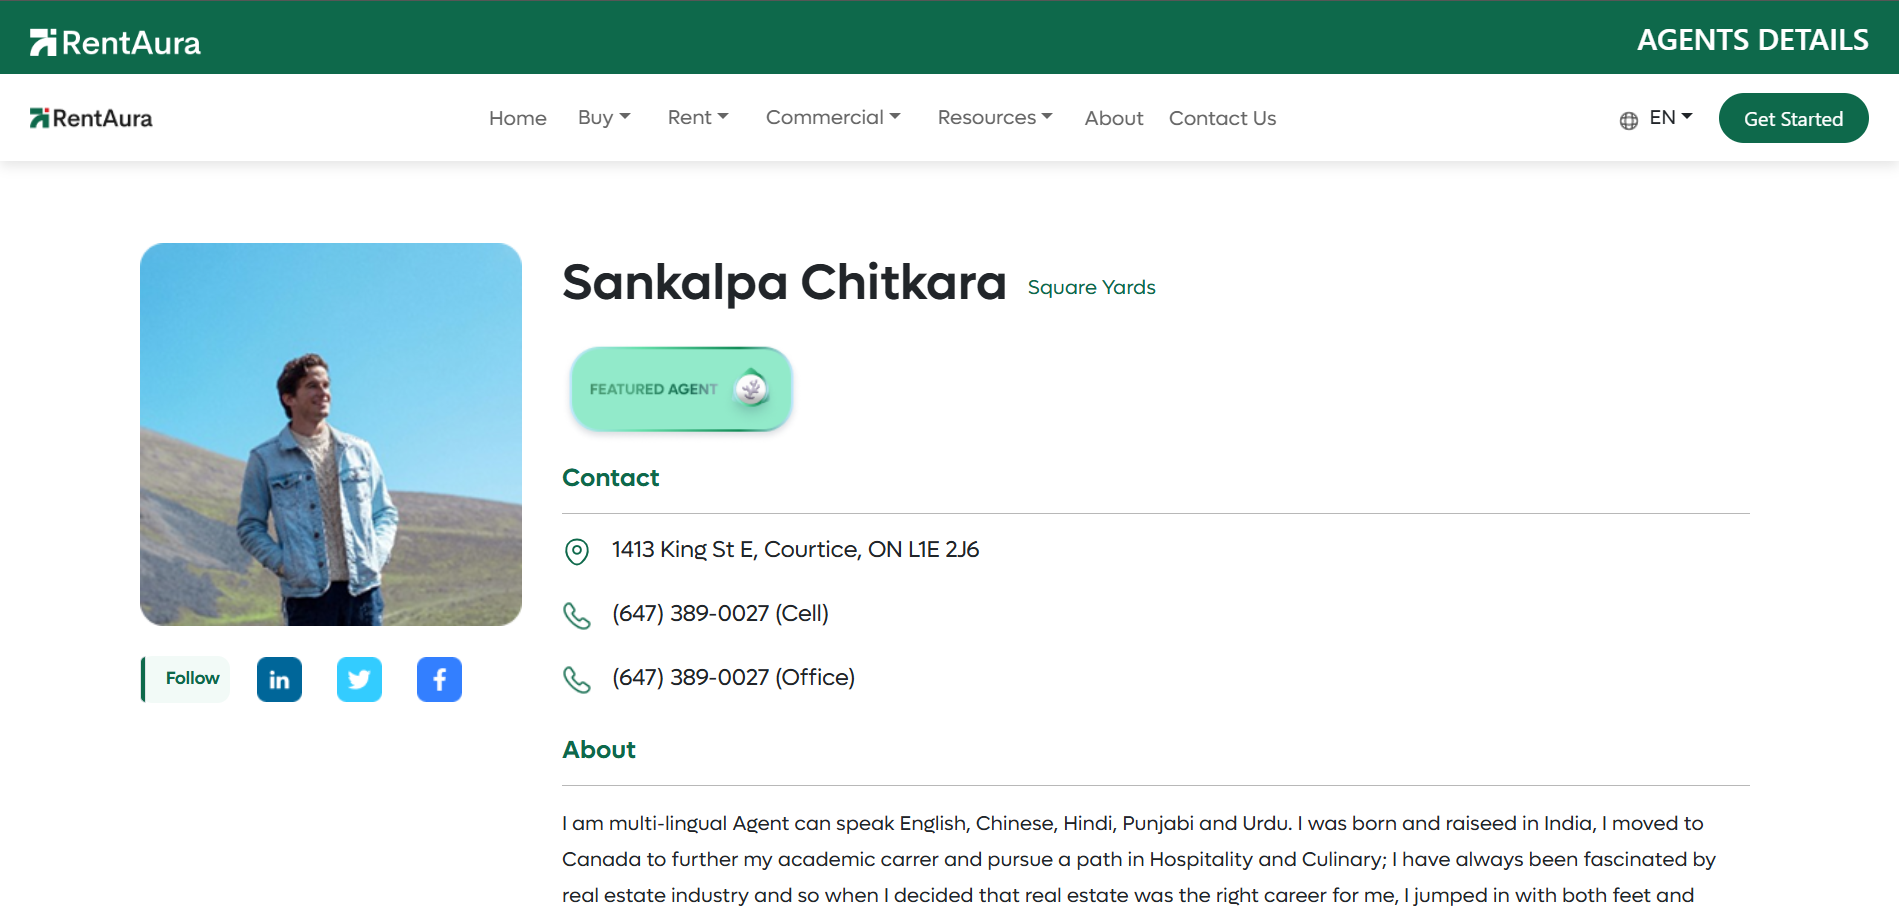 RentAura
AGENTS DETAILS
RentAura
Home Buy Rent Commercial Resources About Contact Us
EN
Get Started
Sankalpa Chitkara Square Yards
FEATURED AGENT
Contact
1413 King St E, Courtice, ON L1E 2J6
(647) 389-0027 (Cell)
(647) 389-0027 (Office)
Follow
in
f
About
I am multi-lingual Agent can speak English, Chinese, Hindi, Punjabi and Urdu. I was born and raiseed in India, I moved to
Canada to further my academic carrer and pursue a path in Hospitality and Culinary; I have always been fascinated by
real estate industry and so when I decided that real estate was the right career for me, I jumped in with both feet and